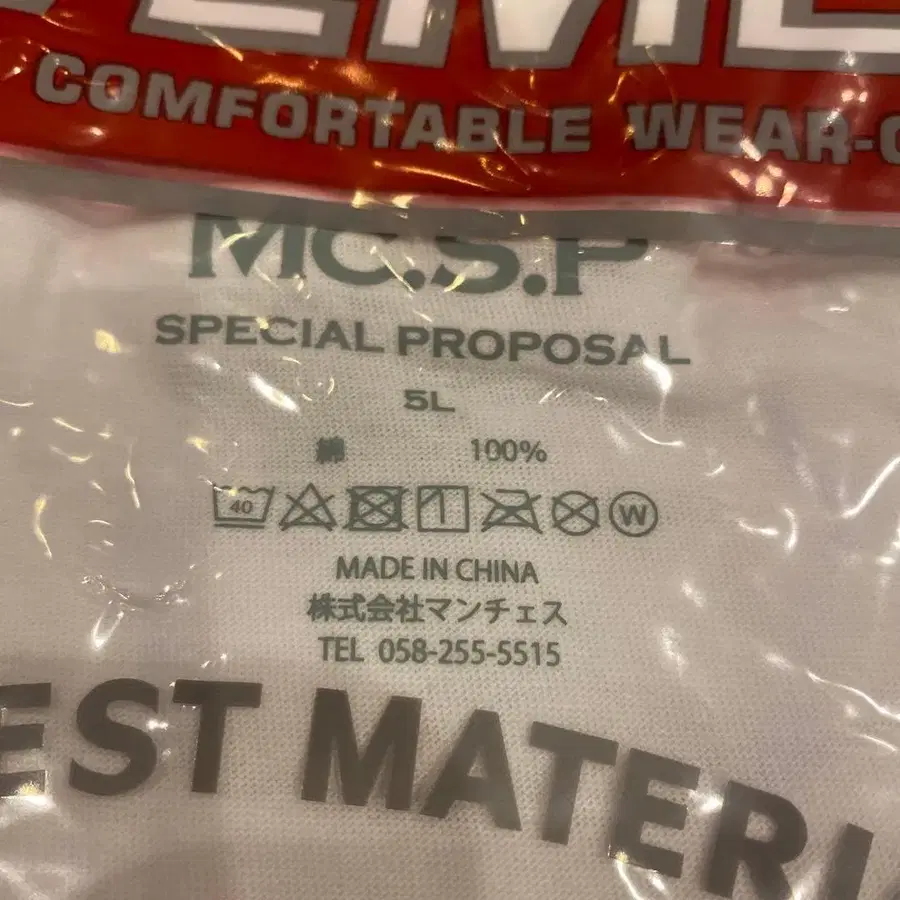 COMFORTABLE WEAR-
MC.S.P
SPECIAL PROPOSAL
5L
綿 100%
40
W
MADE IN CHINA
株式会社マンチェス
TEL 058-255-5515
EST MATERI